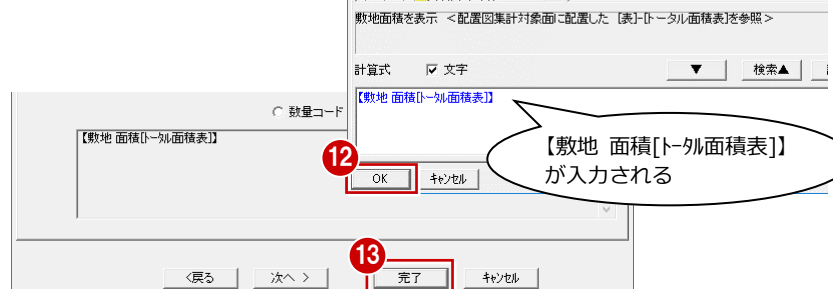 敷地面積を表示 <配置図集計対象面に配置した [表]-[ﾄｰﾀﾙ面積表]を参照>
計算式 文字 ▼ 検索▲
【敷地 面積[ﾄｰﾀﾙ面積表]】
数量コード
【敷地 面積[ﾄｰﾀﾙ面積表]】
12
OK ｷｬﾝｾﾙ
【敷地 面積[ﾄｰﾀﾙ面積表]】
が入力される
13
<戻る 次へ > 完了 ｷｬﾝｾﾙ